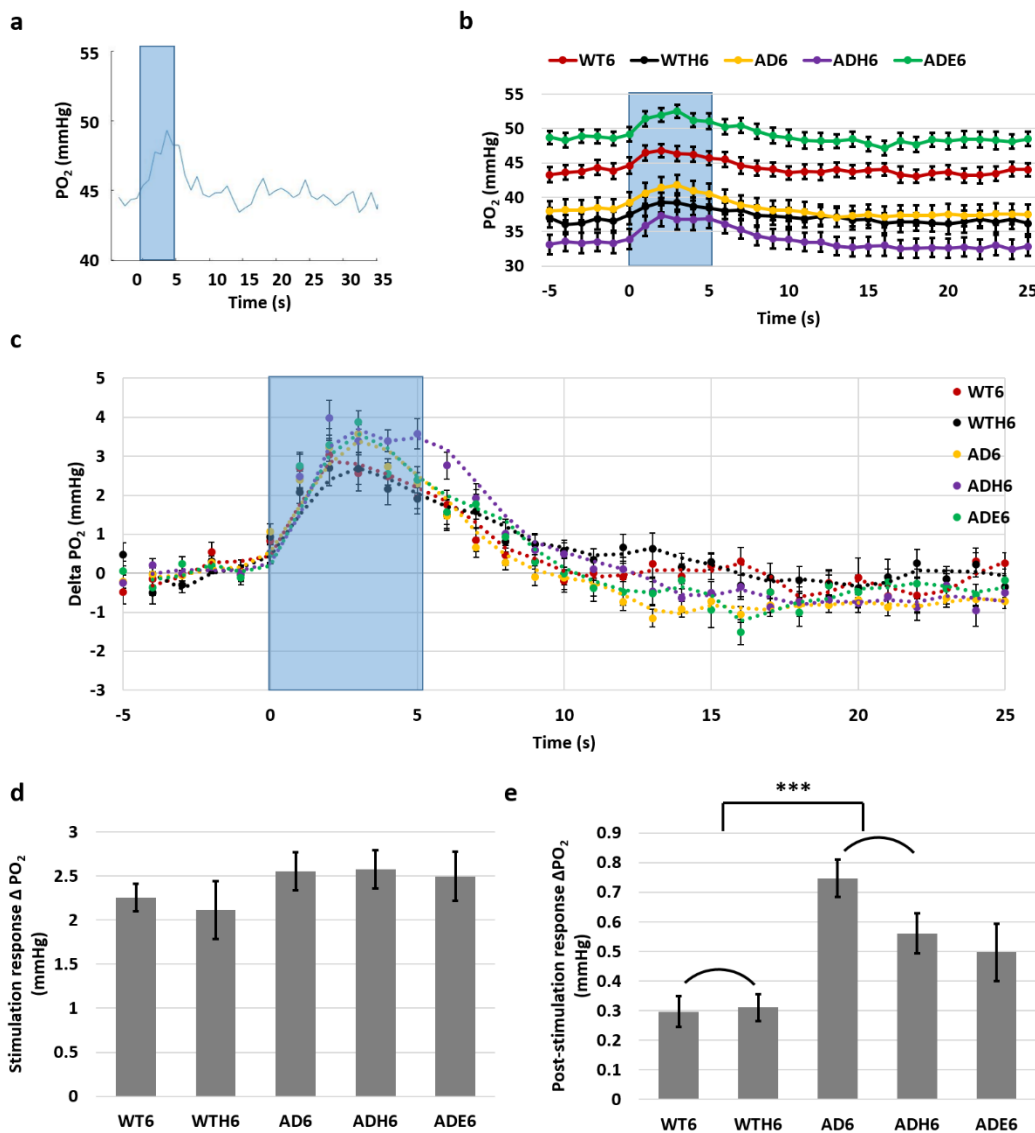 a
PO2 (mmHg)
55
50
45
40
0 5 10 15 20 25 30 35
Time (s)
b
WT6 WTH6 AD6 ADH6 ADE6
PO2 (mmHg)
55
50
45
40
35
30
-5 0 5 10 15 20 25
Time (s)
c
Delta PO2 (mmHg)
5
4
3
2
1
0
-1
-2
-3
-5 0 5 10 15 20 25
Time (s)
WT6
WTH6
AD6
ADH6
ADE6
d
Stimulation response Δ PO2
(mmHg)
3
2.5
2
1.5
1
0.5
0
WT6 WTH6 AD6 ADH6 ADE6
e
***
Post-stimulation response ΔPO2
(mmHg)
0.9
0.8
0.7
0.6
0.5
0.4
0.3
0.2
0.1
0
WT6 WTH6 AD6 ADH6 ADE6